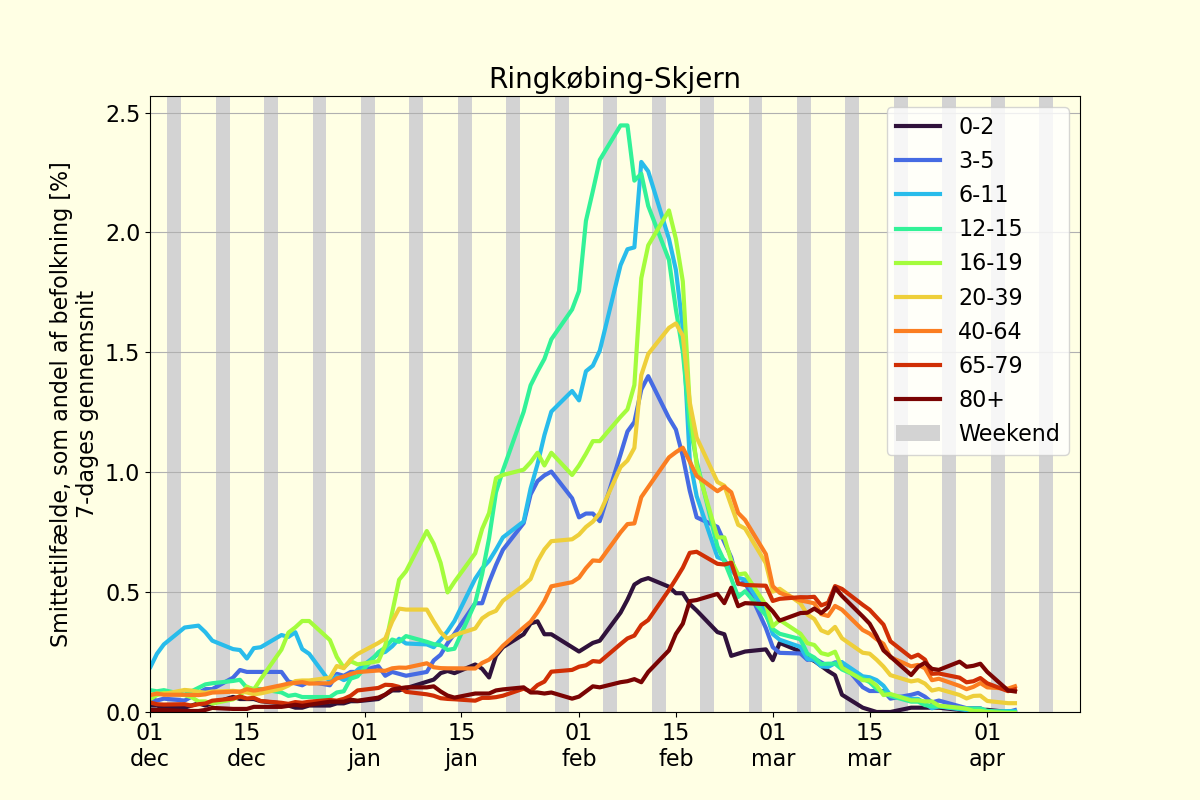 Ringkøbing-Skjern
Smittetilfælde, som andel af befolkning [%]
7-dages gennemsnit
2.5
2.0
1.5
1.0
0.5
0.0
01 dec
15 dec
01 jan
15 jan
01 feb
15 feb
01 mar
15 mar
01 apr
0-2
3-5
6-11
12-15
16-19
20-39
40-64
65-79
80+
Weekend